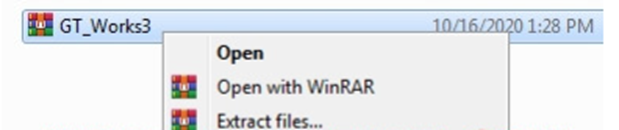 GT_Works3 10/16/2020 1:28 PM
Open
Open with WinRAR
Extract files...